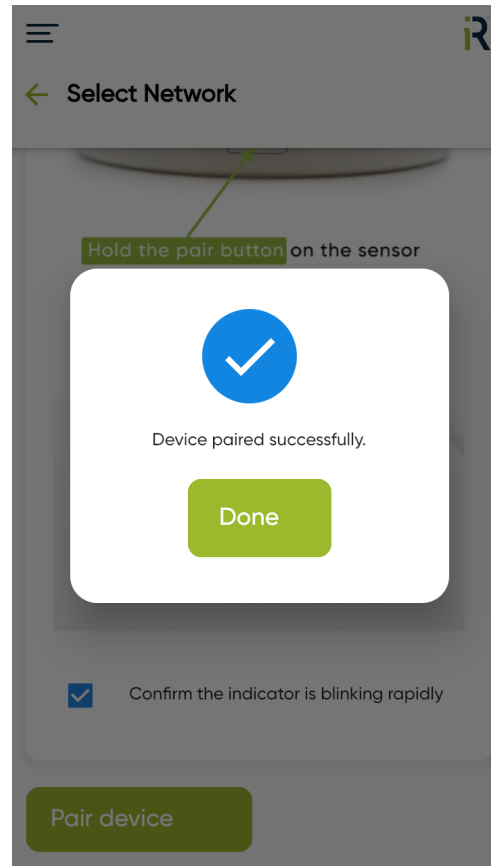 iR
Select Network
Hold the pair button on the sensor
Device paired successfully.
Done
Confirm the indicator is blinking rapidly
Pair device